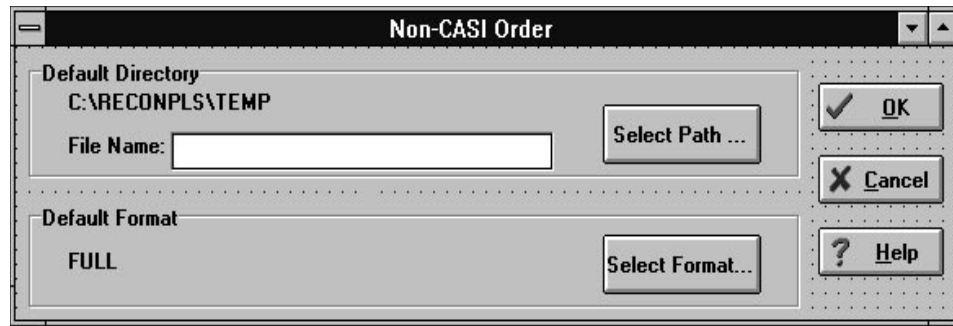 Non-CASI Order
Default Directory
C:\RECONPLS\TEMP
File Name:
Select Path ...
OK
Cancel
Default Format
FULL
Select Format...
Help